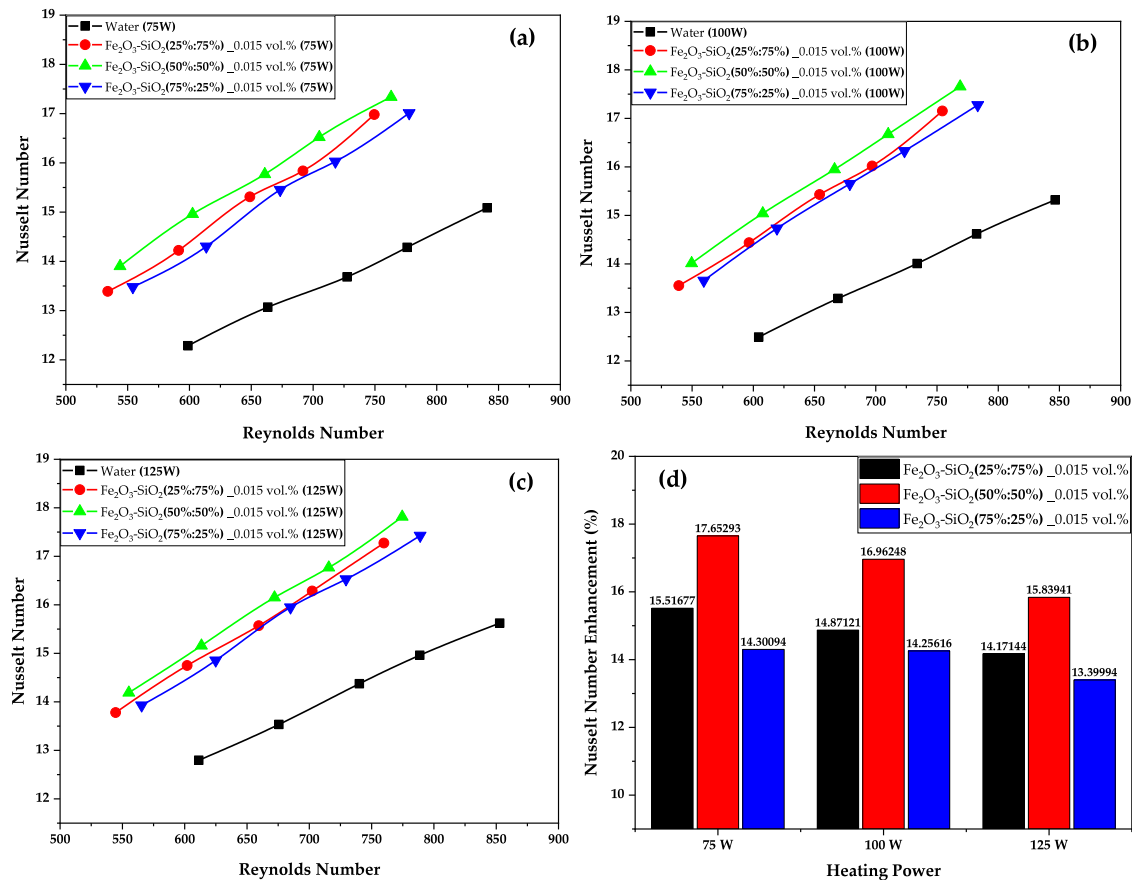 (a)
Water (75W)
Fe₂O₃-SiO₂(25%:75%) _0.015 vol.% (75W)
Fe₂O₃-SiO₂(50%:50%) _0.015 vol.% (75W)
Fe₂O₃-SiO₂(75%:25%) _0.015 vol.% (75W)
19
18
17
16
15
14
13
12
Nusselt Number
500 550 600 650 700 750 800 850 900
Reynolds Number
(b)
Water (100W)
Fe₂O₃-SiO₂(25%:75%) _0.015 vol.% (100W)
Fe₂O₃-SiO₂(50%:50%) _0.015 vol.% (100W)
Fe₂O₃-SiO₂(75%:25%) _0.015 vol.% (100W)
19
18
17
16
15
14
13
12
Nusselt Number
500 550 600 650 700 750 800 850 900
Reynolds Number
(c)
Water (125W)
Fe₂O₃-SiO₂(25%:75%) _0.015 vol.% (125W)
Fe₂O₃-SiO₂(50%:50%) _0.015 vol.% (125W)
Fe₂O₃-SiO₂(75%:25%) _0.015 vol.% (125W)
19
18
17
16
15
14
13
12
Nusselt Number
500 550 600 650 700 750 800 850 900
Reynolds Number
(d)
Fe₂O₃-SiO₂(25%:75%) _0.015 vol.%
Fe₂O₃-SiO₂(50%:50%) _0.015 vol.%
Fe₂O₃-SiO₂(75%:25%) _0.015 vol.%
20
18
16
14
12
10
Nusselt Number Enhancement (%)
15.51677
17.65293
14.30094
14.87121
16.96248
14.25616
14.17144
15.83941
13.39994
75 W 100 W 125 W
Heating Power